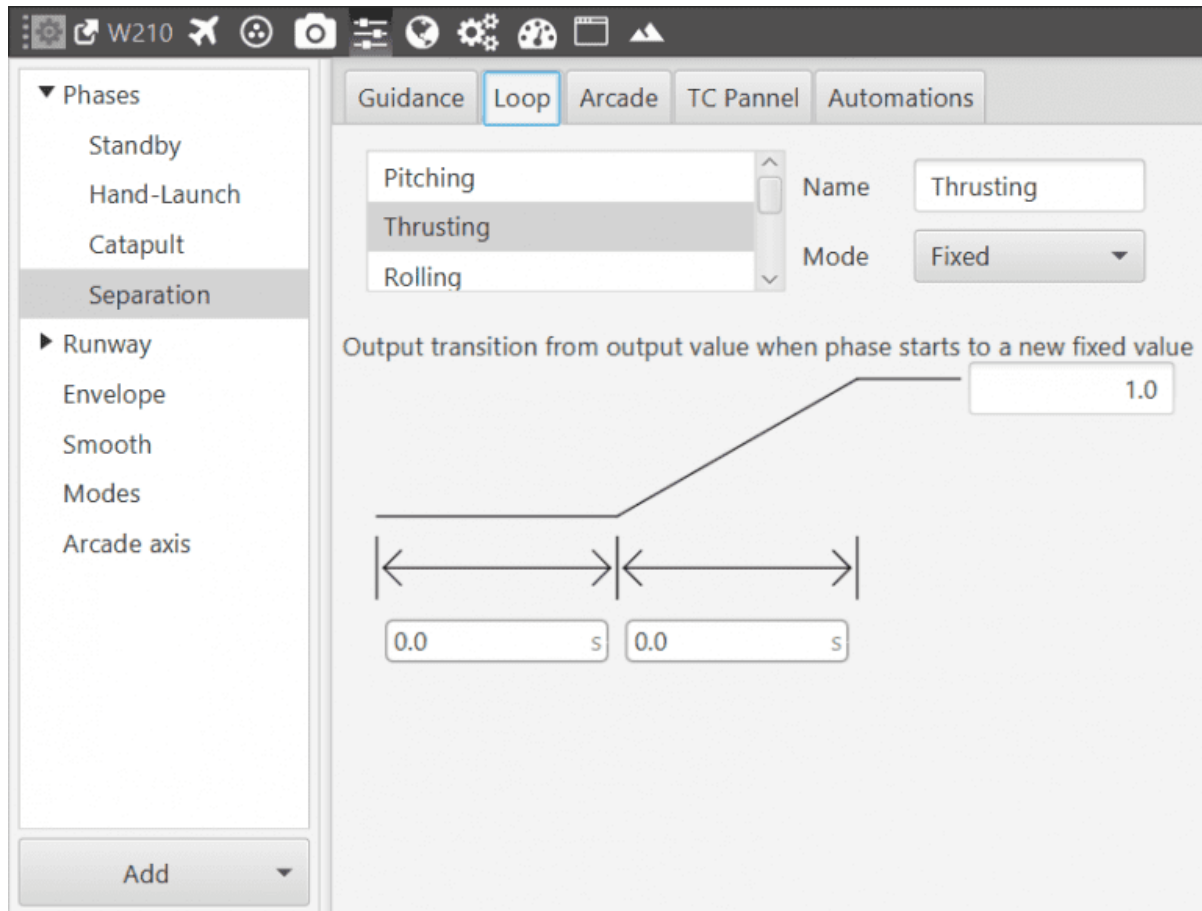 W210
Phases
Standby
Hand-Launch
Catapult
Separation
Runway
Envelope
Smooth
Modes
Arcade axis
Add
Guidance Loop Arcade TC Pannel Automations
Pitching
Thrusting
Rolling
Name Thrusting
Mode Fixed
Output transition from output value when phase starts to a new fixed value
1.0
0.0 s 0.0 s